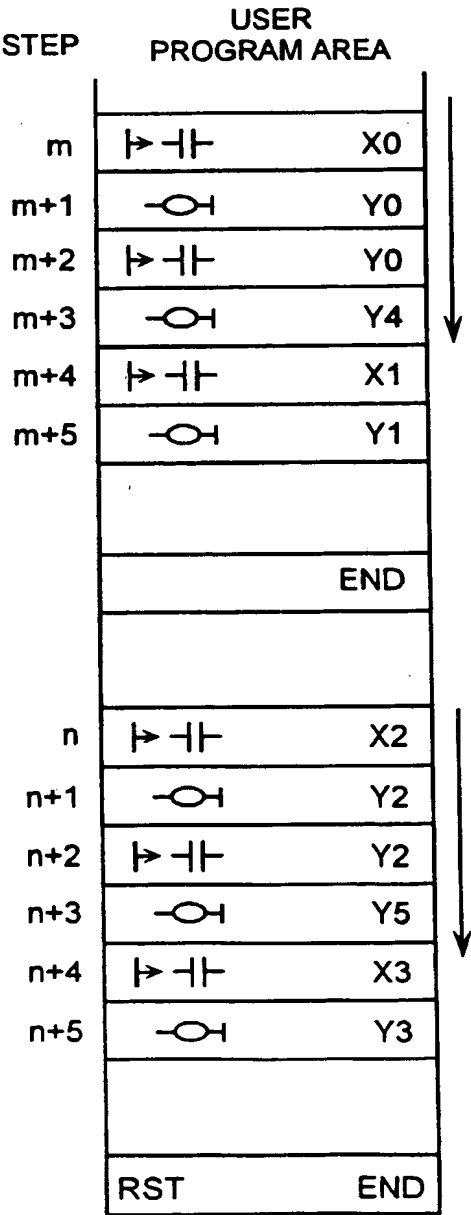 STEP USER
PROGRAM AREA
m X0
m+1 Y0
m+2 Y0
m+3 Y4
m+4 X1
m+5 Y1
END
n X2
n+1 Y2
n+2 Y2
n+3 Y5
n+4 X3
n+5 Y3
RST END